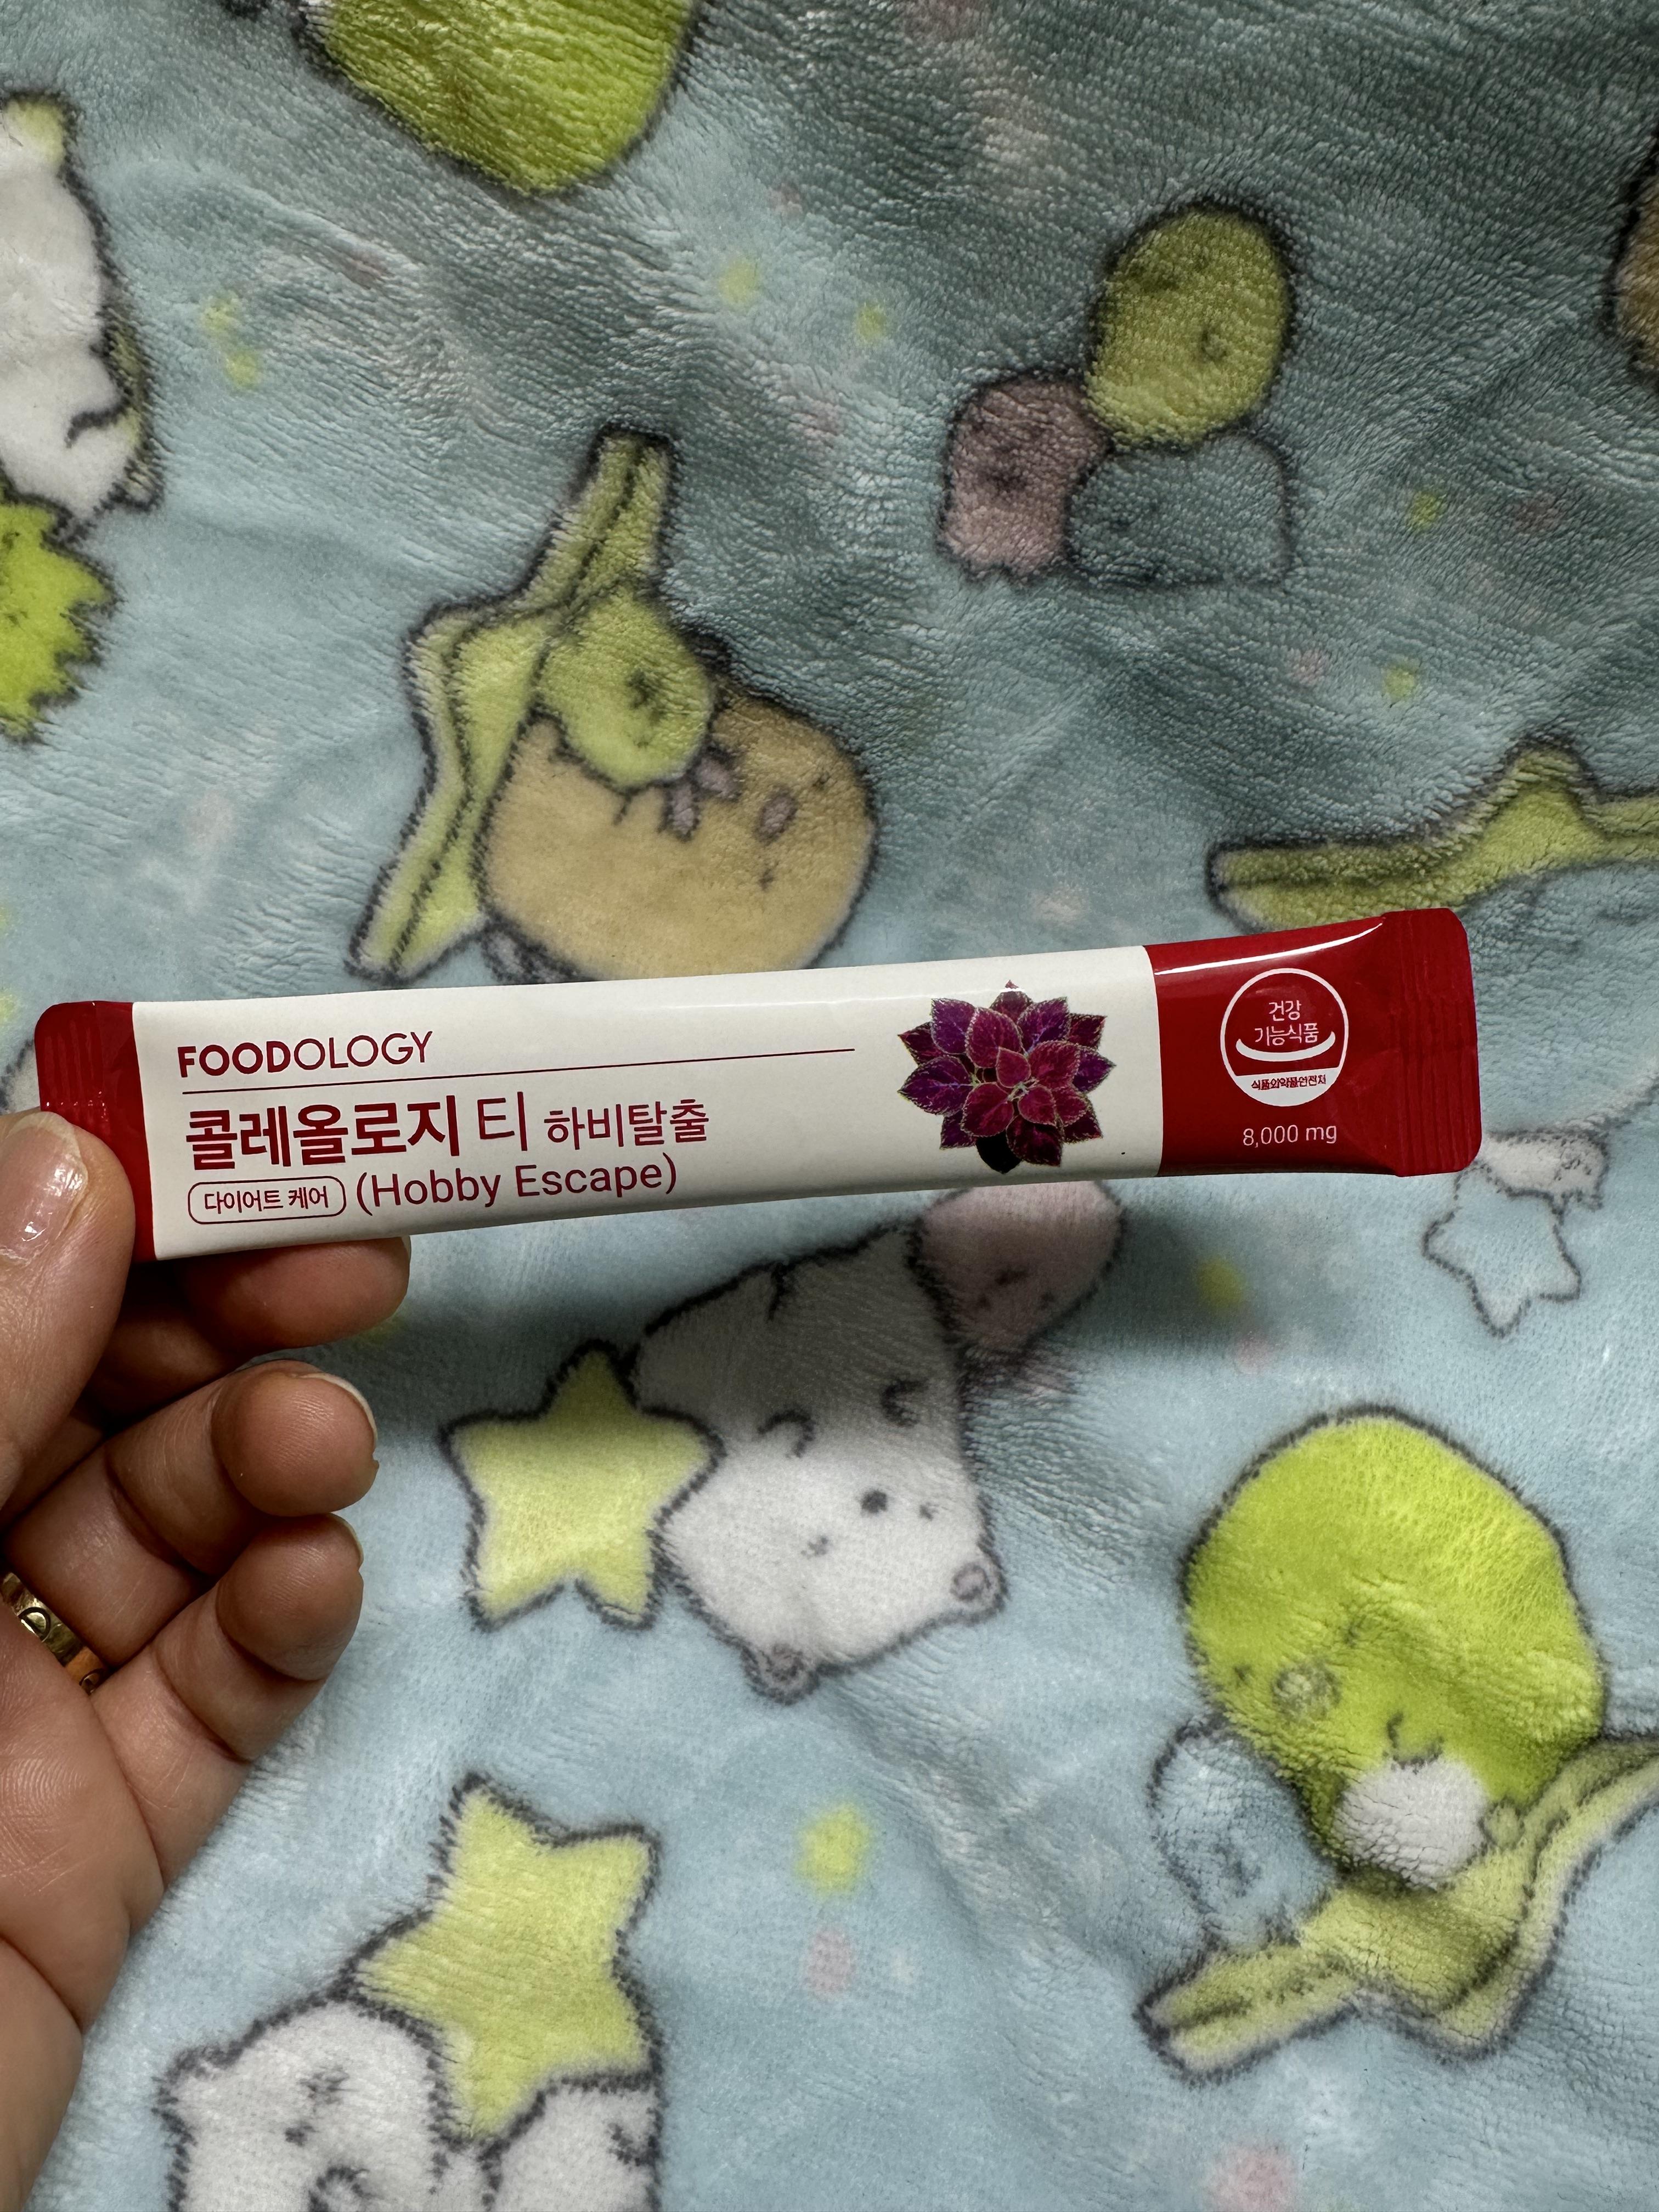 FOODOLOGY
콜레올로지 티 하비탈출
다이어트 케어 (Hobby Escape)
건강
기능식품
식품의약품안전처
8,000 mg